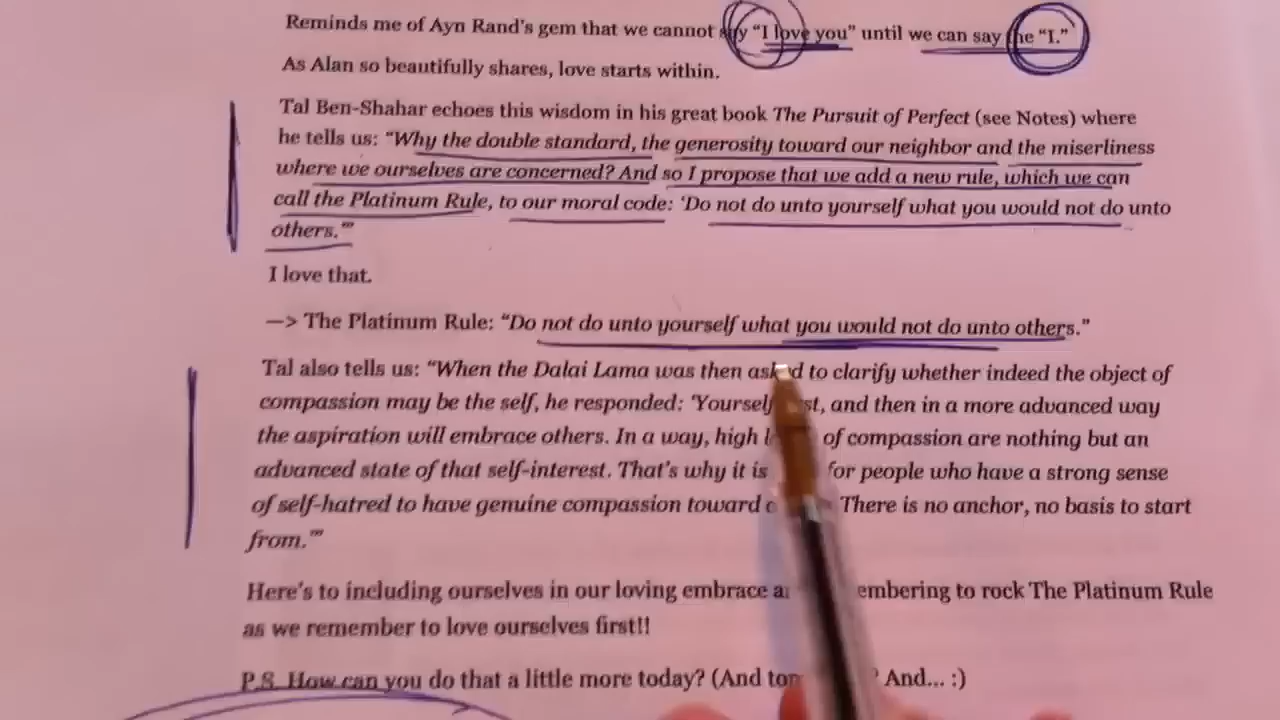 Reminds me of Ayn Rand's gem that we cannot "I love you" until we can say the "I."
As Alan so beautifully shares, love starts within.
Tal Ben-Shahar echoes this wisdom in his great book The Pursuit of Perfect (see Notes) where
he tells us: "Why the double standard, the generosity toward our neighbor and the miserliness
where we ourselves are concerned? And so I propose that we add a new rule, which we can
call the Platinum Rule, to our moral code: 'Do not do unto yourself what you would not do unto
others.'"
I love that.
—> The Platinum Rule: "Do not do unto yourself what you would not do unto others."
Tal also tells us: "When the Dalai Lama was then asked to clarify whether indeed the object of
compassion may be the self, he responded: 'Yourself and then in a more advanced way
the aspiration will embrace others. In a way, high of compassion are nothing but an
advanced state of that self-interest. That's why it is for people who have a strong sense
of self-hatred to have genuine compassion toward There is no anchor, no basis to start
from.'"
Here's to including ourselves in our loving embrace to rock The Platinum Rule
as we remember to love ourselves first!!
P.S. How can you do that a little more today? (And And... :)